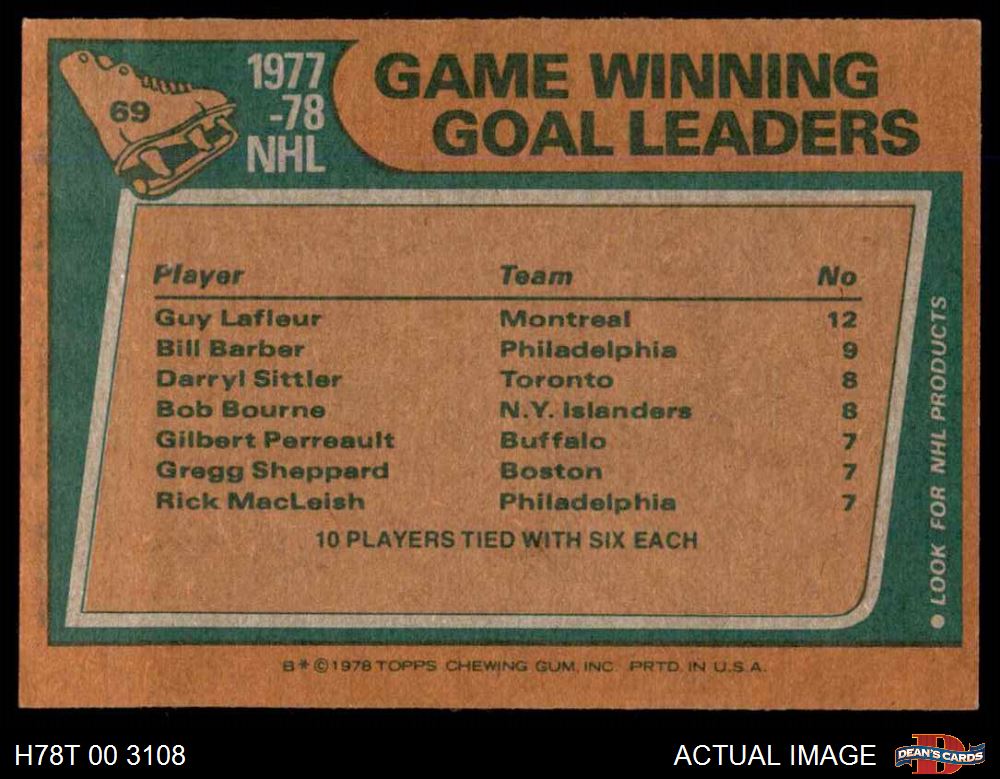 69
1977
-78
NHL
GAME WINNING
GOAL LEADERS
Player Team No
Guy Lafleur Montreal 12
Bill Barber Philadelphia 9
Darryl Sittler Toronto 8
Bob Bourne N.Y. Islanders 8
Gilbert Perreault Buffalo 7
Gregg Sheppard Boston 7
Rick MacLeish Philadelphia 7
10 PLAYERS TIED WITH SIX EACH
● LOOK FOR NHL PRODUCTS
B*©1978 TOPPS CHEWING GUM, INC. PRTD. IN U.S.A.
H78T 00 3108
ACTUAL IMAGE
D
DEAN'S CARDS